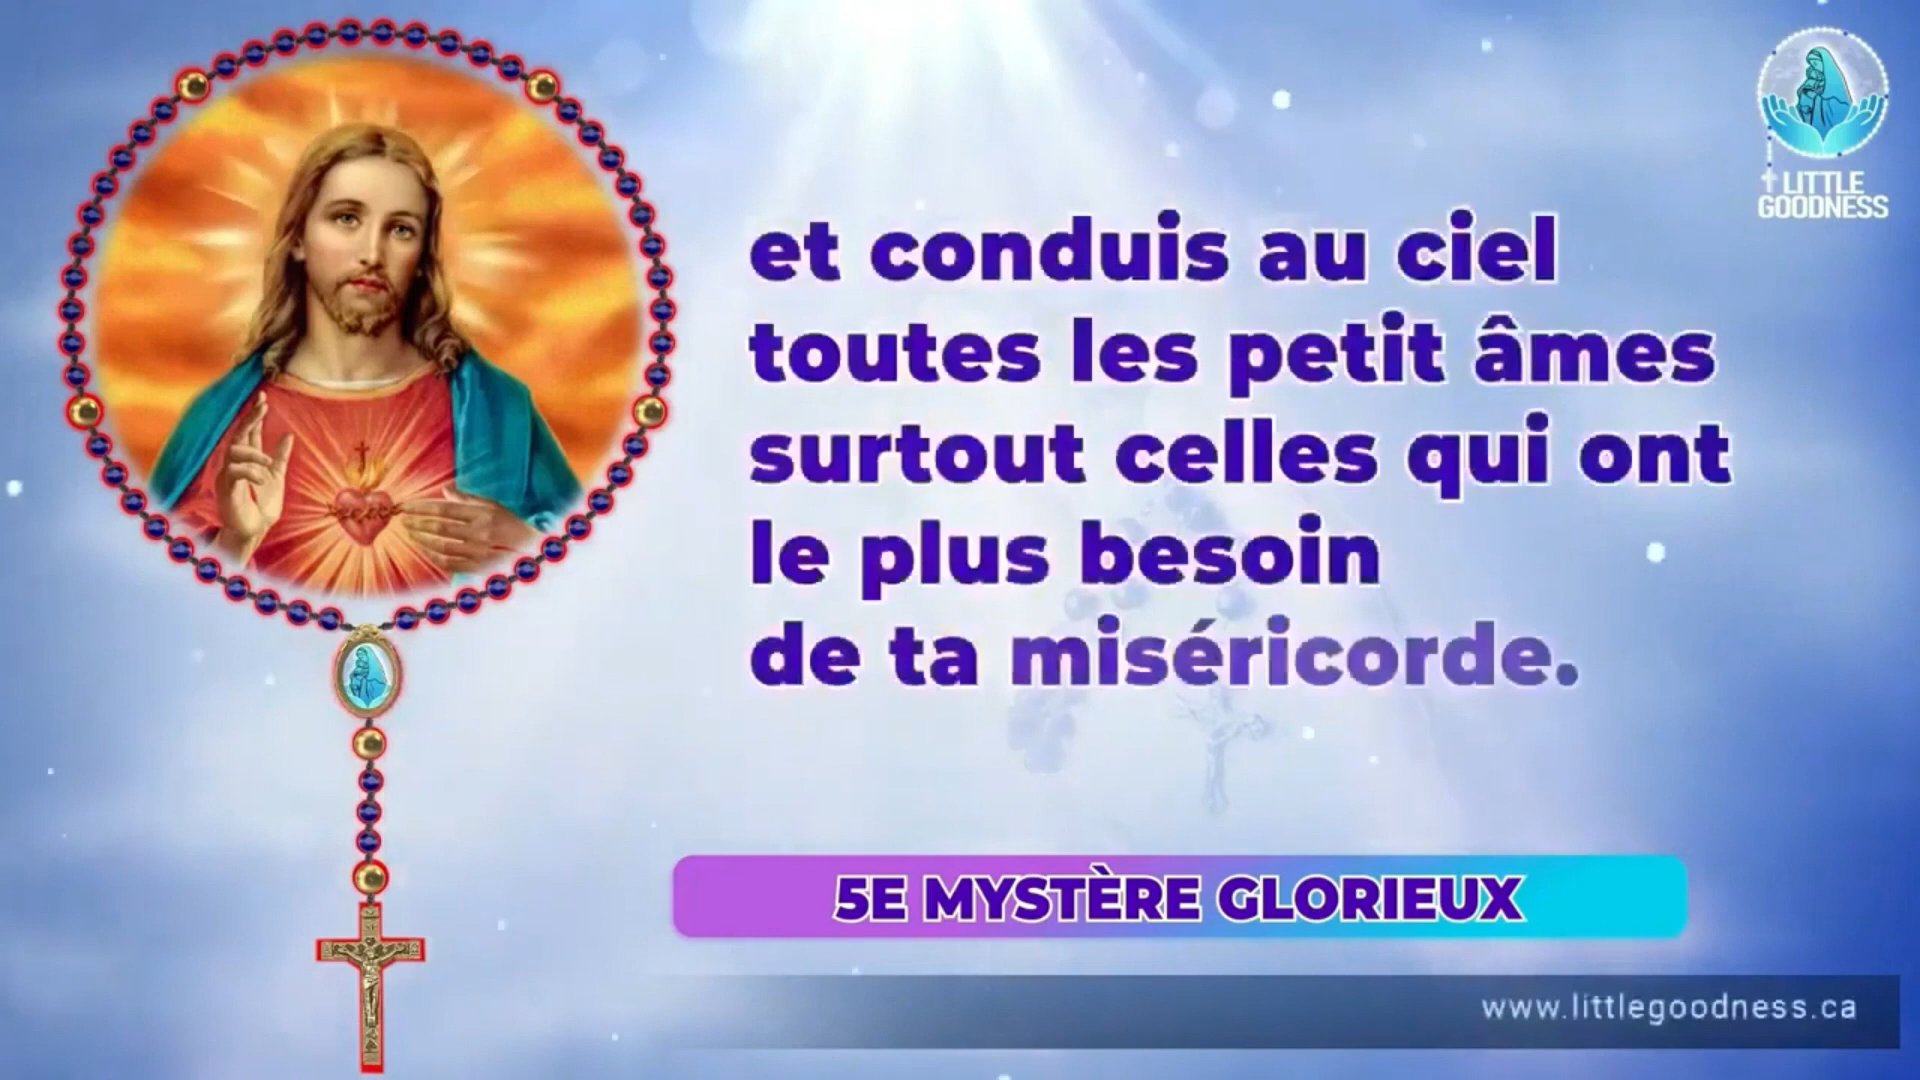 LITTLE
GOODNESS
et conduis au ciel
toutes les petit âmes
surtout celles qui ont
le plus besoin
de ta miséricorde.
5E MYSTÈRE GLORIEUX
www.littlegoodness.ca